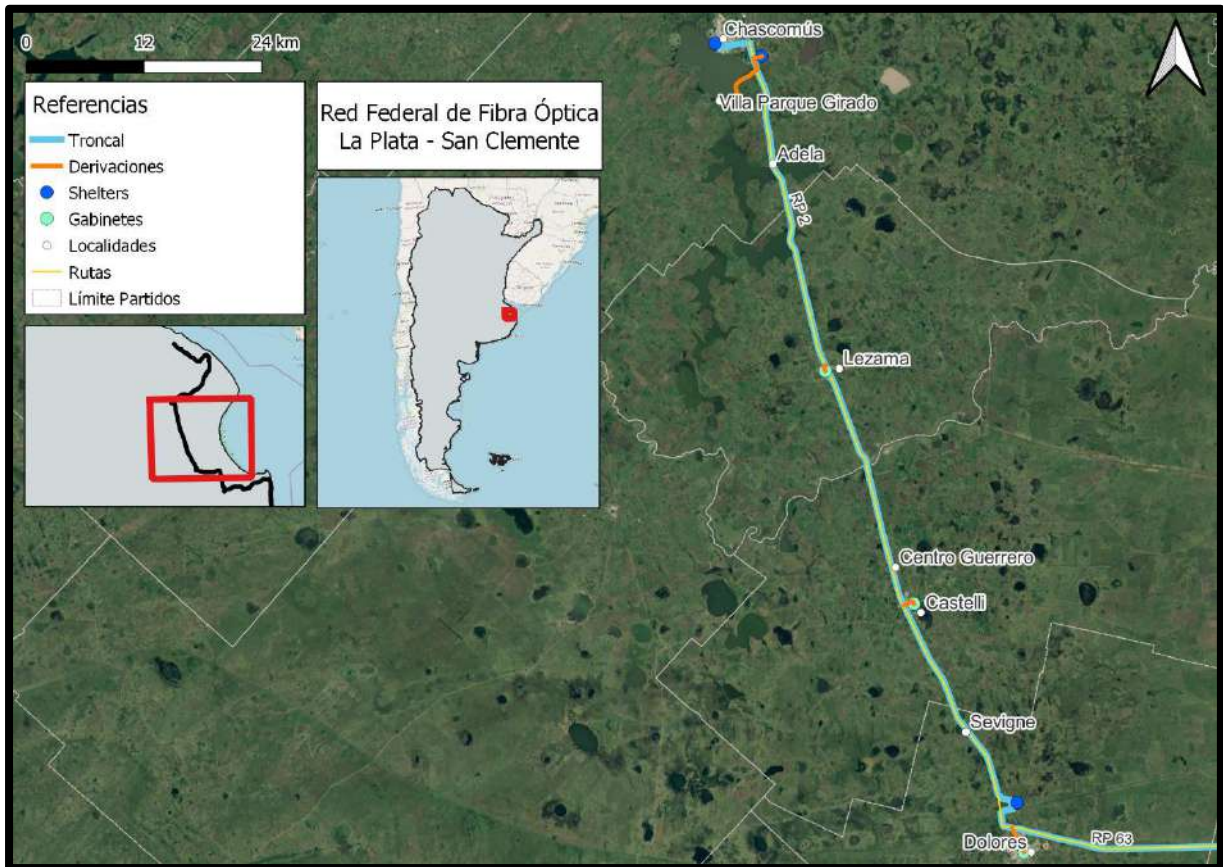 0 12 24 km
Referencias
Troncal
Derivaciones
Shelters
Gabinetes
Localidades
Rutas
Límite Partidos
Red Federal de Fibra Óptica
La Plata - San Clemente
Chascomús
Villa Parque Girado
Adela
RP 2
Lezama
Centro Guerrero
Castelli
Sevigne
Dolores
RP 63